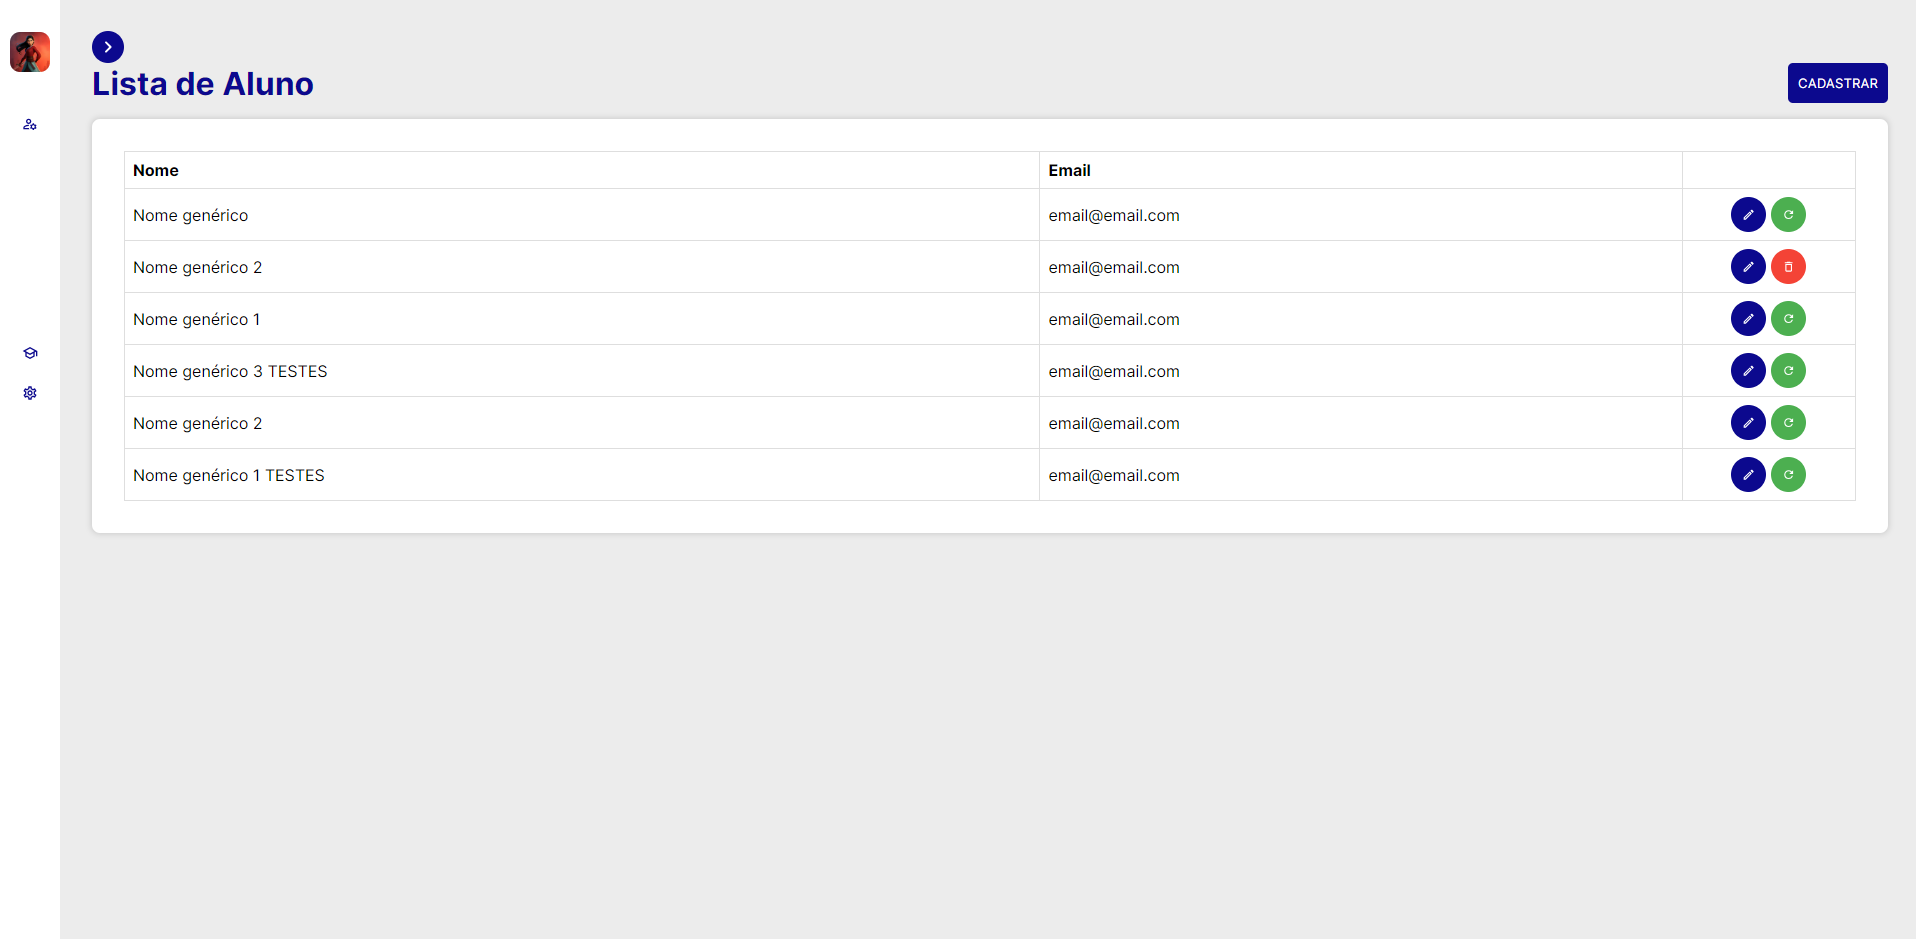 Lista de Aluno
CADASTRAR
Nome Email
Nome genérico email@email.com
Nome genérico 2 email@email.com
Nome genérico 1 email@email.com
Nome genérico 3 TESTES email@email.com
Nome genérico 2 email@email.com
Nome genérico 1 TESTES email@email.com